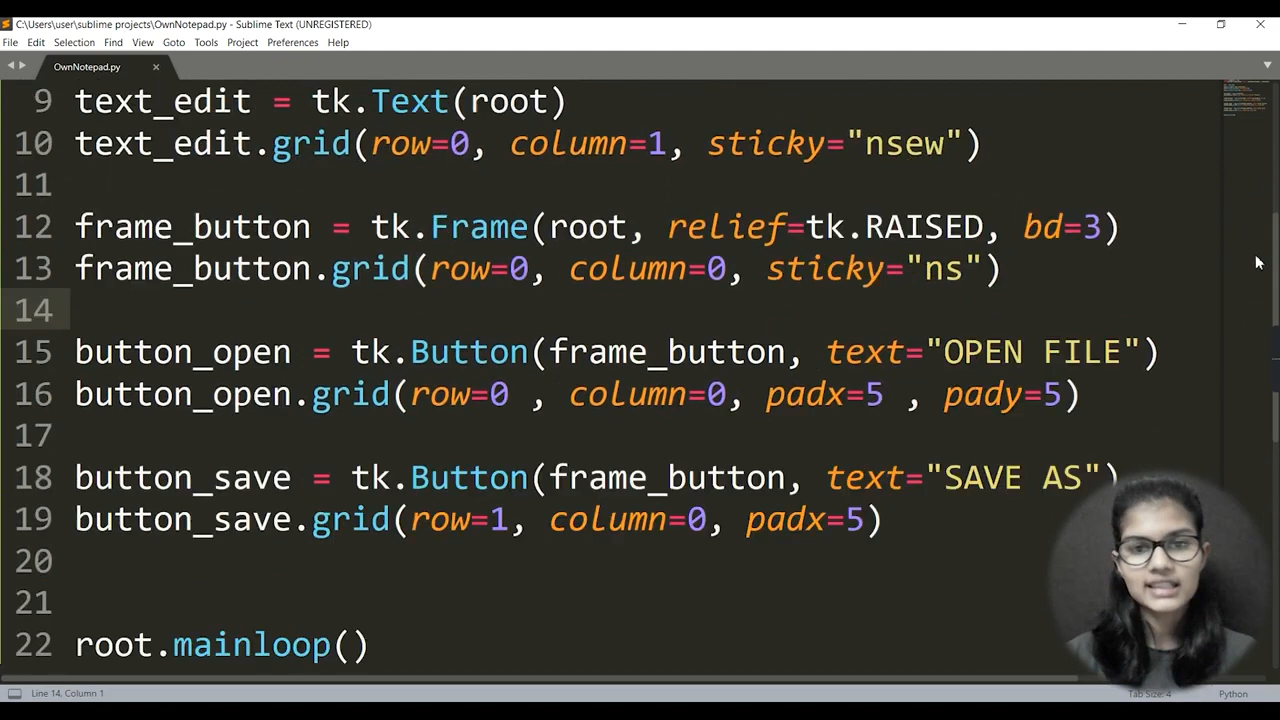 C:\Users\user\sublime projects\OwnNotepad.py - Sublime Text (UNREGISTERED)
File Edit Selection Find View Goto Tools Project Preferences Help
OwnNotepad.py
9 text_edit = tk.Text(root)
10 text_edit.grid(row=0, column=1, sticky="nsew")
11
12 frame_button = tk.Frame(root, relief=tk.RAISED, bd=3)
13 frame_button.grid(row=0, column=0, sticky="ns")
14
15 button_open = tk.Button(frame_button, text="OPEN FILE")
16 button_open.grid(row=0 , column=0, padx=5 , pady=5)
17
18 button_save = tk.Button(frame_button, text="SAVE AS")
19 button_save.grid(row=1, column=0, padx=5)
20
21
22 root.mainloop()
Line 14, Column 1
Tab Size: 4
Python